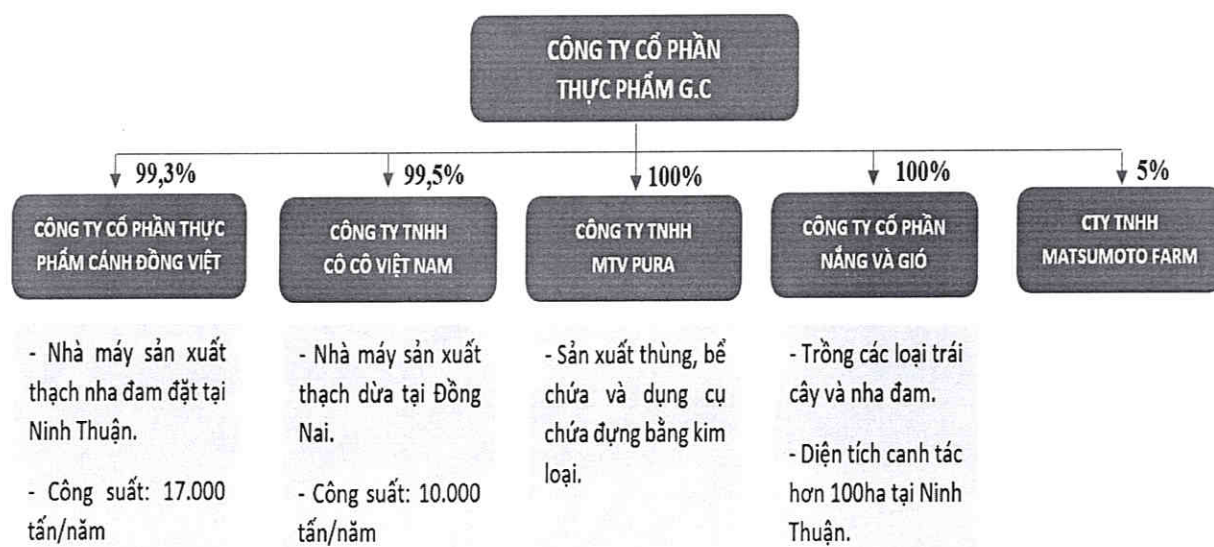 CÔNG TY CỔ PHẦN
THỰC PHẨM G.C
99,3%
99,5%
100%
100%
5%
CÔNG TY CỔ PHẦN THỰC
PHẨM CÁNH ĐỒNG VIỆT
CÔNG TY TNHH
CÔ CÔ VIỆT NAM
CÔNG TY TNHH
MTV PURA
CÔNG TY CỔ PHẦN
NẮNG VÀ GIÓ
CTY TNHH
MATSUMOTO FARM
- Nhà máy sản xuất
thạch nha đam đặt tại
Ninh Thuận.
- Công suất: 17.000
tấn/năm
- Nhà máy sản xuất
thạch dừa tại Đồng
Nai.
- Công suất: 10.000
tấn/năm
- Sản xuất thùng, bể
chứa và dụng cụ
chứa đựng bằng kim
loại.
- Trồng các loại trái
cây và nha đam.
- Diện tích canh tác
hơn 100ha tại Ninh
Thuận.